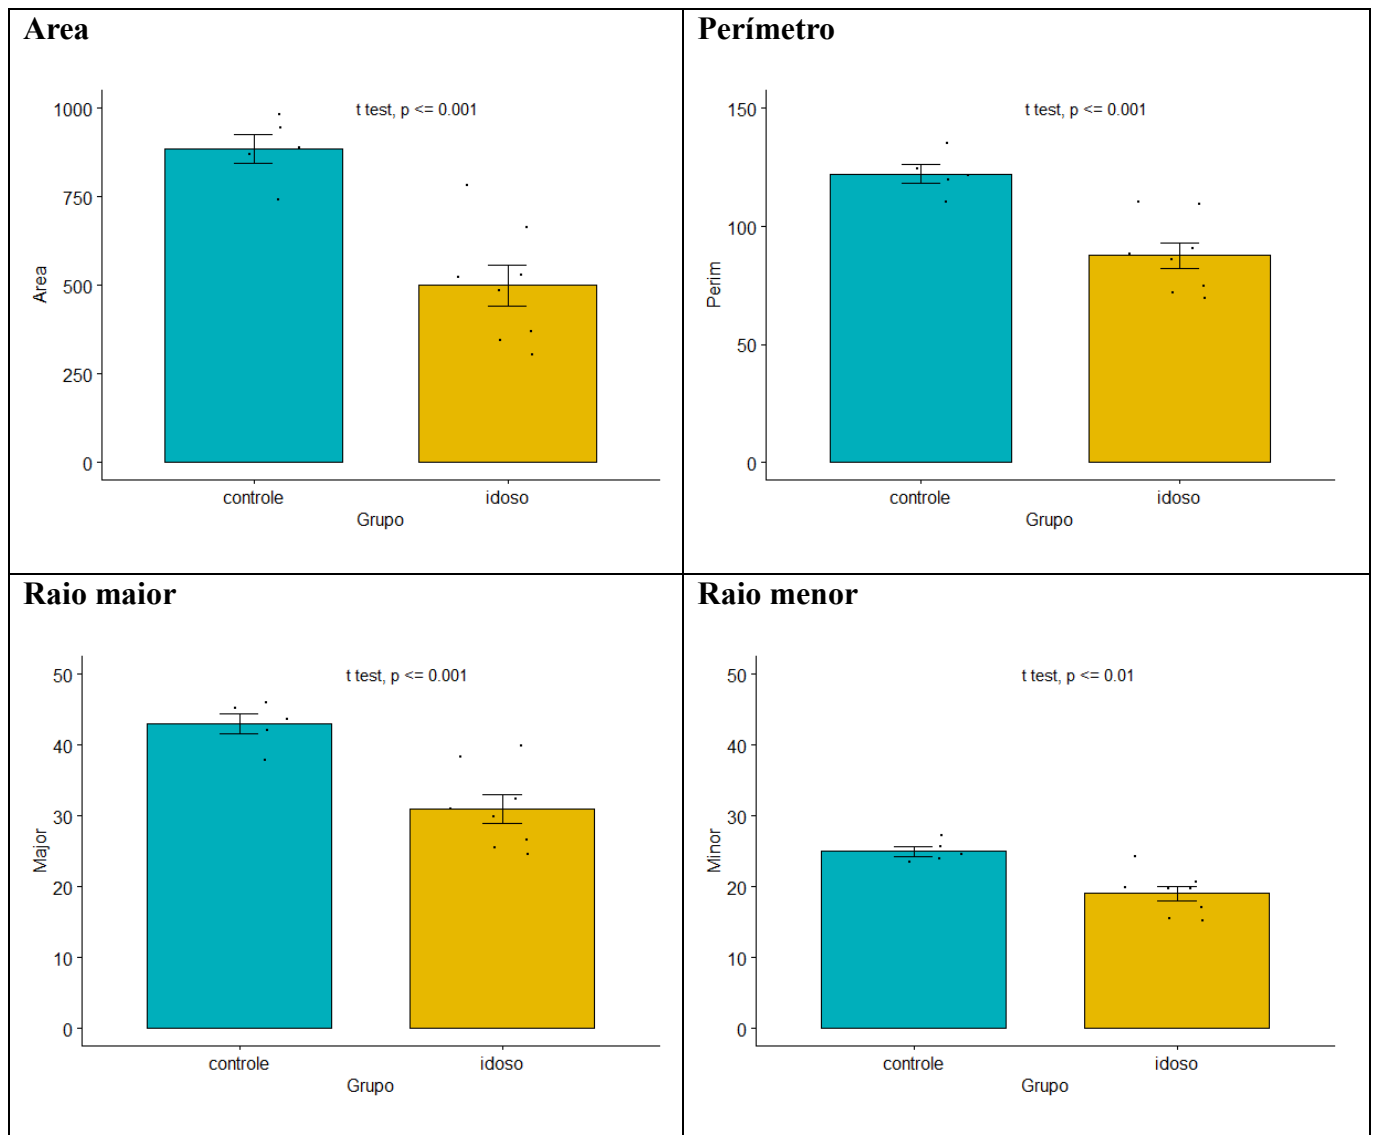 Area
t test, p <= 0.001
1000
750
500
250
0
Area
controle
idoso
Grupo
Perímetro
t test, p <= 0.001
150
100
50
0
Perim
controle
idoso
Grupo
Raio maior
t test, p <= 0.001
50
40
30
20
10
0
Major
controle
idoso
Grupo
Raio menor
t test, p <= 0.01
50
40
30
20
10
0
Minor
controle
idoso
Grupo